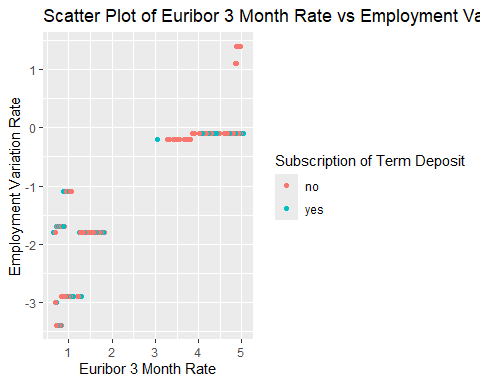 Scatter Plot of Euribor 3 Month Rate vs Employment Va
1
0
-1
-2
-3
Employment Variation Rate
1
2
3
4
5
Euribor 3 Month Rate
Subscription of Term Deposit
no
yes